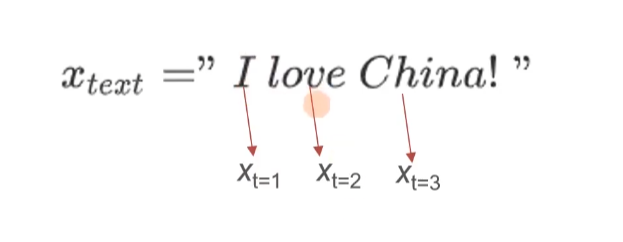 x_text =” I love China! ”
X_t=1 X_t=2 X_t=3